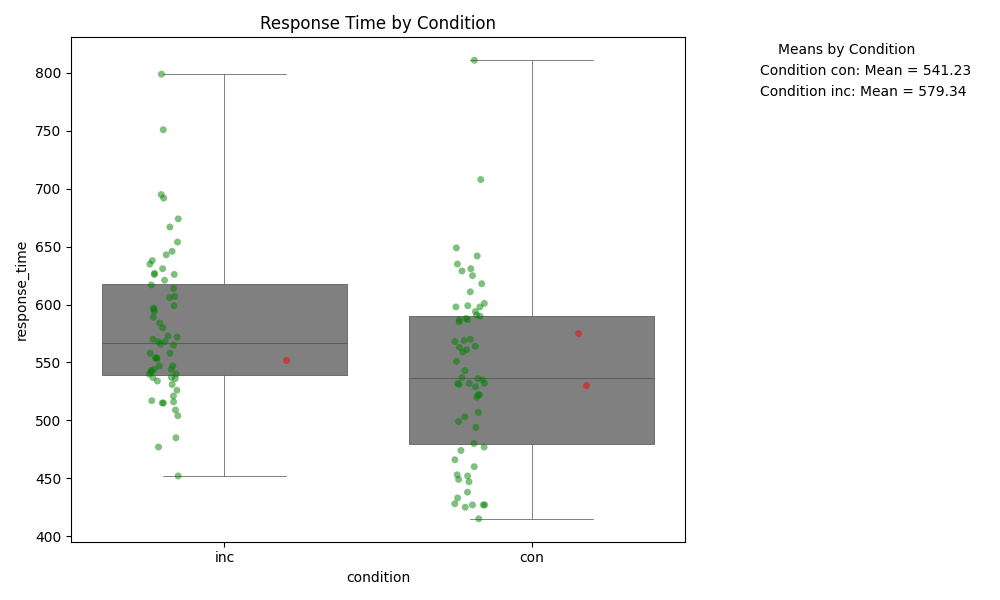 Response Time by Condition
Means by Condition
Condition con: Mean = 541.23
Condition inc: Mean = 579.34
response_time
800
750
700
650
600
550
500
450
400
inc
con
condition